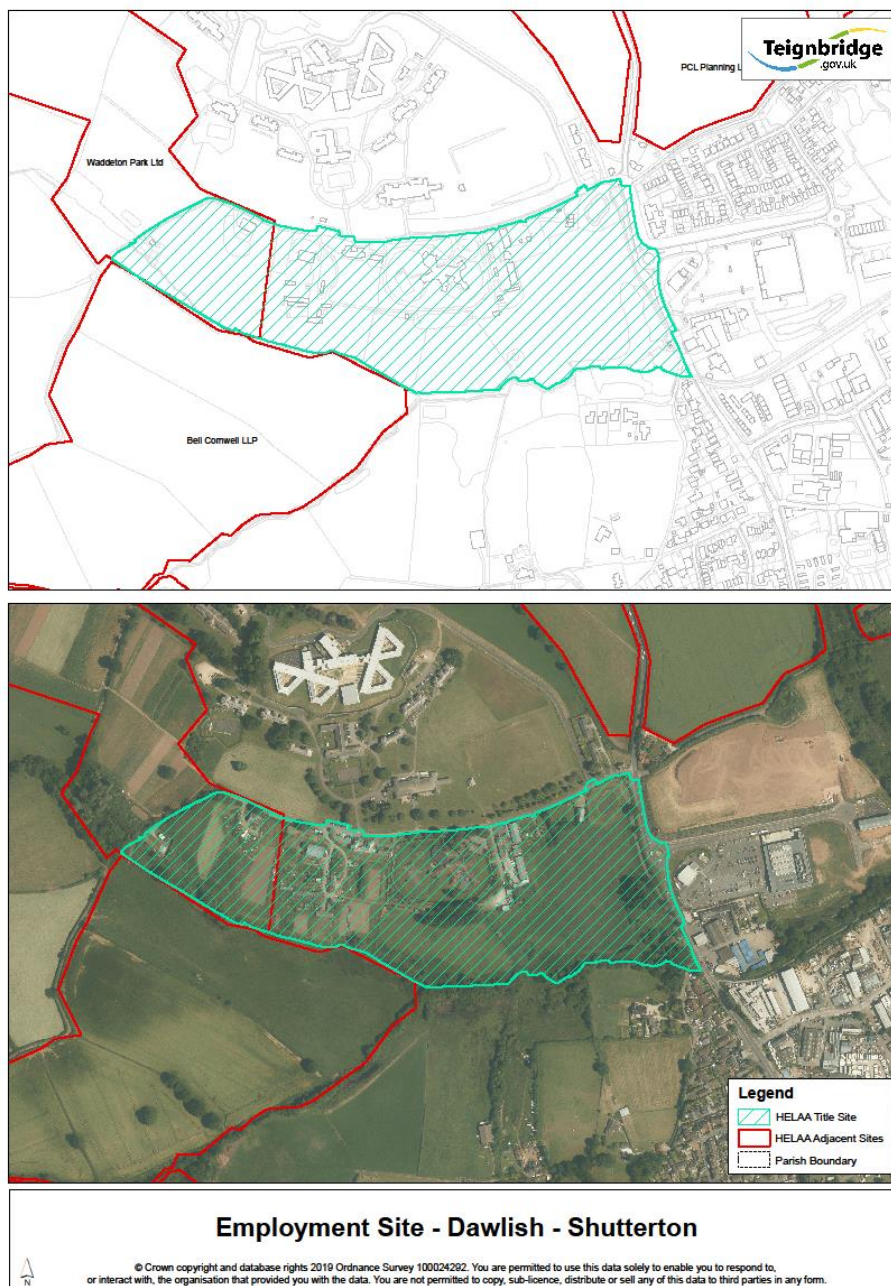 Teignbridge
.gov.uk
PCL Planning L
Waddeton Park Ltd
Bell Cornwell LLP
Legend
HELAA Title Site
HELAA Adjacent Sites
Parish Boundary
Employment Site - Dawlish - Shutterton
N
© Crown copyright and database rights 2019 Ordnance Survey 100024292. You are permitted to use this data solely to enable you to respond to,
or interact with, the organisation that provided you with the data. You are not permitted to copy, sub-licence, distribute or sell any of this data to third parties in any form.